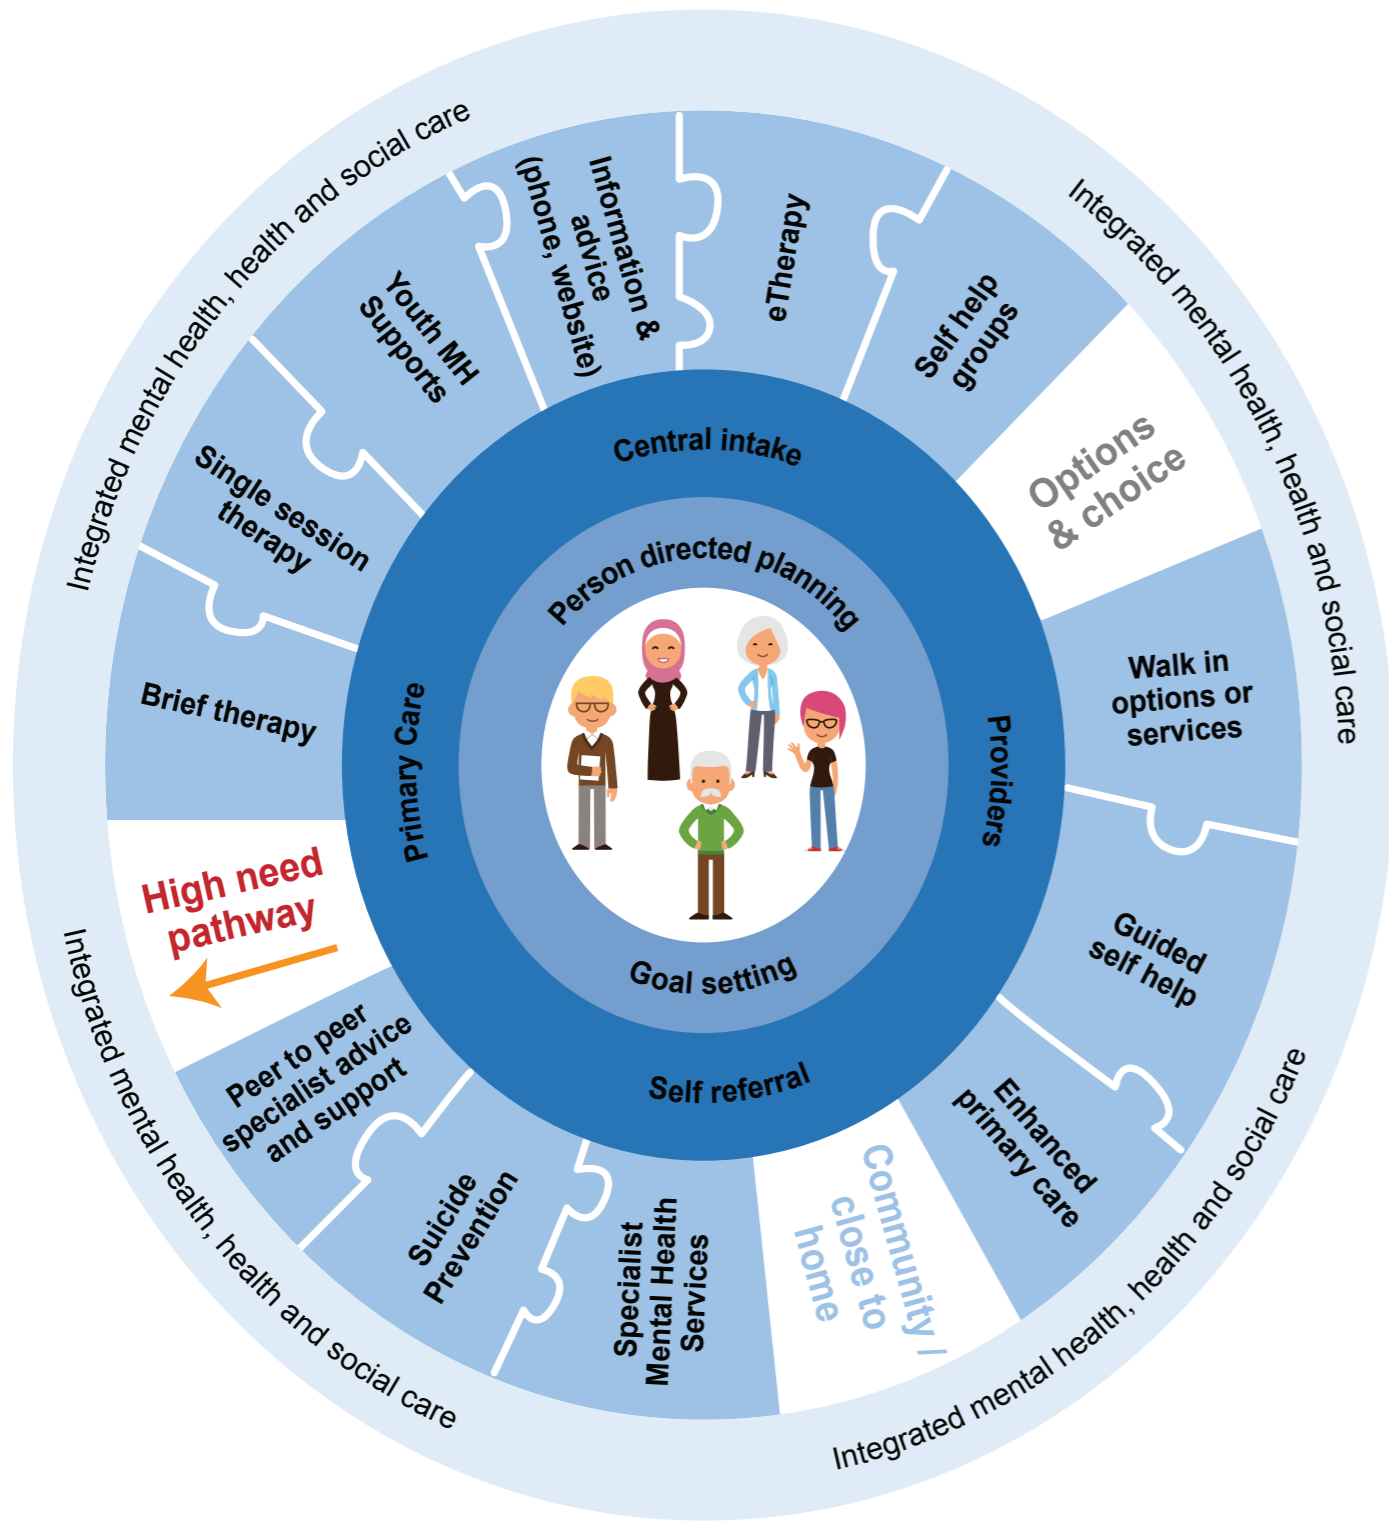 Integrated mental health, health and social care
Integrated mental health, health and social care
Integrated mental health, health and social care
Integrated mental health, health and social care
Information &
advice
(phone, website)
eTherapy
Self help
groups
Options
& choice
Walk in
options or
services
Guided
self help
Enhanced
primary care
Community /
close to
home
Specialist
Mental Health
Services
Suicide
Prevention
Peer to peer
specialist advice
and support
High need
pathway
Brief therapy
Single session
therapy
Youth MH
Supports
Central intake
Providers
Self referral
Primary Care
Person directed planning
Goal setting